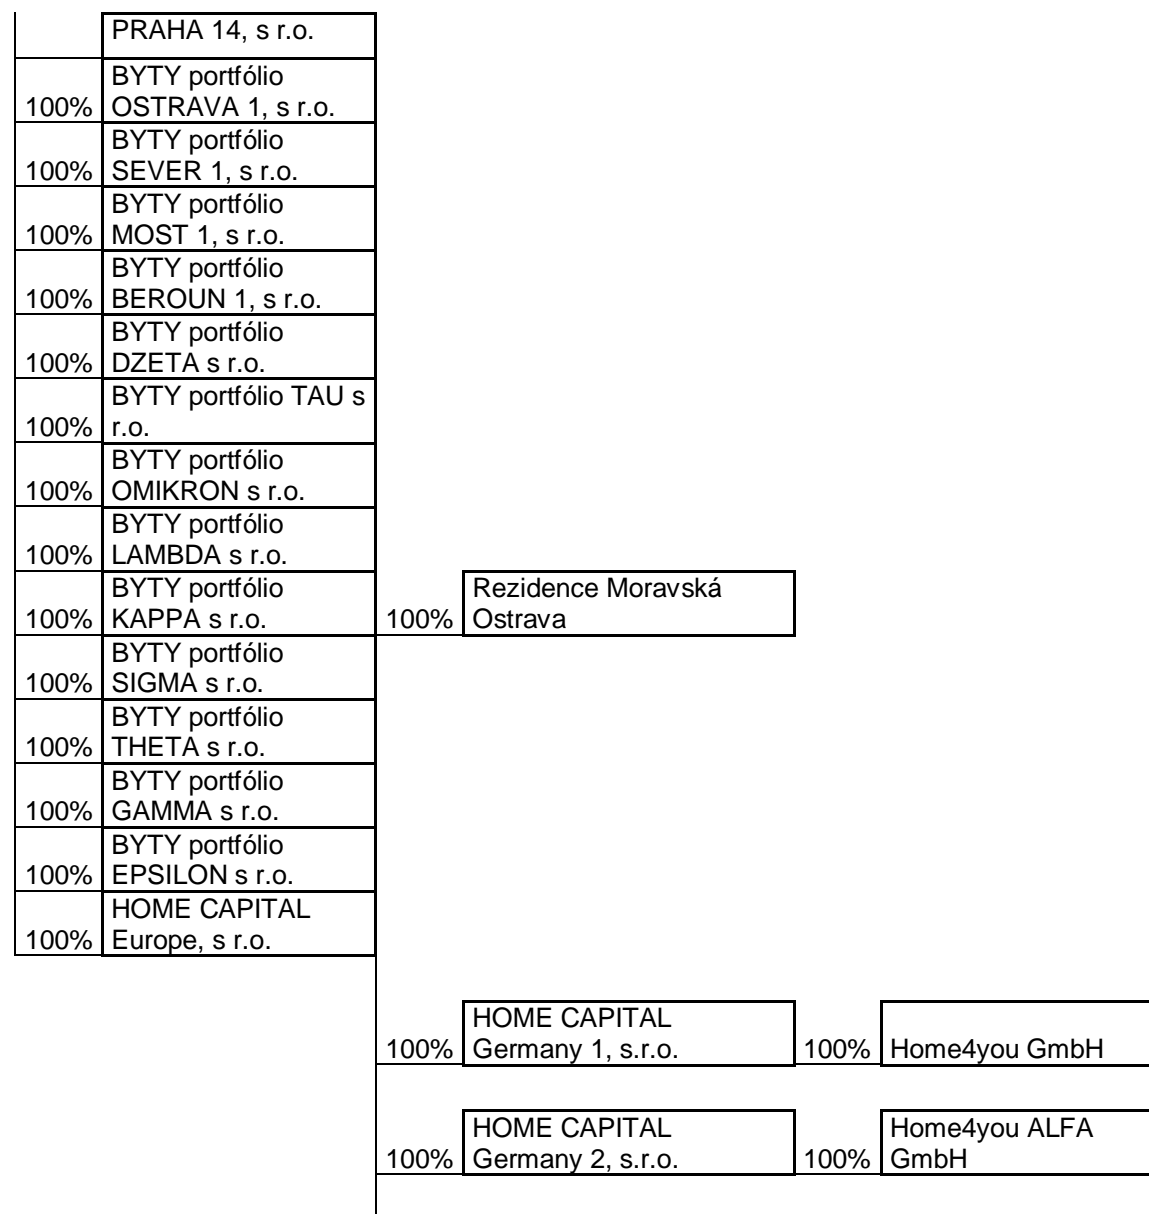 PRAHA 14, s r.o.
BYTY portfólio
100% OSTRAVA 1, s r.o.
BYTY portfólio
100% SEVER 1, s r.o.
BYTY portfólio
100% MOST 1, s r.o.
BYTY portfólio
100% BEROUN 1, s r.o.
BYTY portfólio
100% DZETA s r.o.
BYTY portfólio TAU s
100% r.o.
BYTY portfólio
100% OMIKRON s r.o.
BYTY portfólio
100% LAMBDA s r.o.
BYTY portfólio Rezidence Moravská
100% KAPPA s r.o. 100% Ostrava
BYTY portfólio
100% SIGMA s r.o.
BYTY portfólio
100% THETA s r.o.
BYTY portfólio
100% GAMMA s r.o.
BYTY portfólio
100% EPSILON s r.o.
HOME CAPITAL
100% Europe, s r.o.
HOME CAPITAL
100% Germany 1, s.r.o. 100% Home4you GmbH
HOME CAPITAL Home4you ALFA
100% Germany 2, s.r.o. 100% GmbH